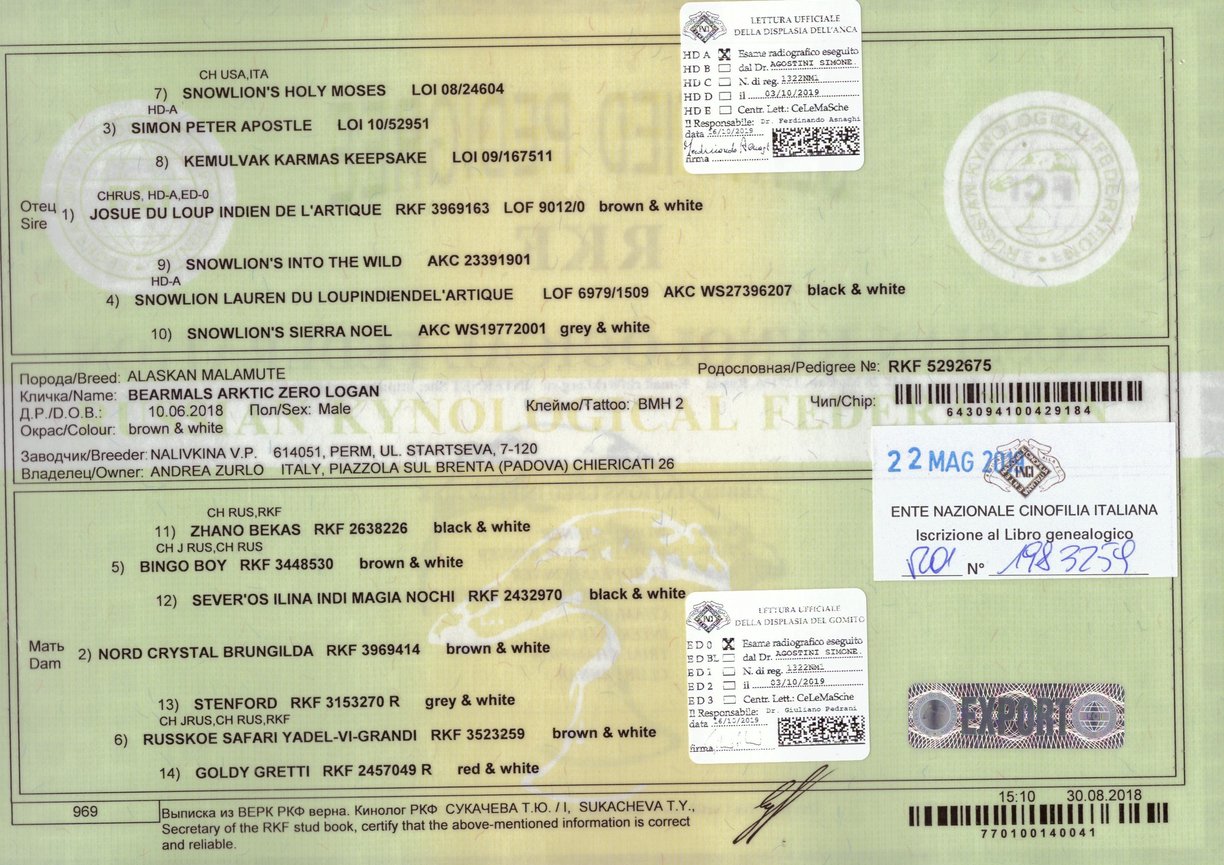 CH USA,ITA
7) SNOWLION'S HOLY MOSES LOI 08/24604
HD-A
3) SIMON PETER APOSTLE LOI 10/52951
8) KEMULVAK KARMAS KEEPSAKE LOI 09/167511
CHRUS, HD-A,ED-0
Отец
Sire
1) JOSUE DU LOUP INDIEN DE L'ARTIQUE RKF 3969163 LOF 9012/0 brown & white
9) SNOWLION'S INTO THE WILD AKC 23391901
HD-A
4) SNOWLION LAUREN DU LOUPINDIENDEL'ARTIQUE LOF 6979/1509 AKC WS27396207 black & white
10) SNOWLION'S SIERRA NOEL AKC WS19772001 grey & white
LETTURA UFFICIALE
DELLA DISPLASIA DELL'ANCA
HD A X Esame radiografico eseguito
HD B dal Dr. AGOSTINI SIMONE.
HD C N. di reg. 1322NM1
HD D il 03/10/2019
HD E Centr. Lett.: CeLeMaSche
Il Responsabile: Dr. Ferdinando Asnaghi
data 16/10/2019
firma
RUSSIAN KYNOLOGICAL FEDERATION
FCI
Порода/Breed: ALASKAN MALAMUTE
Родословная/Pedigree №: RKF 5292675
Кличка/Name: BEARMALS ARKTIC ZERO LOGAN
Д.Р./D.O.B.: 10.06.2018 Пол/Sex: Male
Клеймо/Tattoo: BMH 2
Чип/Chip:
643094100429184
Окрас/Colour: brown & white
Заводчик/Breeder: NALIVKINA V.P. 614051, PERM, UL. STARTSEVA, 7-120
Владелец/Owner: ANDREA ZURLO ITALY, PIAZZOLA SUL BRENTA (PADOVA) CHIERICATI 26
KYNOLOGICAL FEDERATION
22 MAG
ENTE NAZIONALE CINOFILIA ITALIANA
Iscrizione al Libro genealogico
ROI N° 1983259
CH RUS,RKF
11) ZHANO BEKAS RKF 2638226 black & white
CH J RUS,CH RUS
5) BINGO BOY RKF 3448530 brown & white
12) SEVER'OS ILINA INDI MAGIA NOCHI RKF 2432970 black & white
Мать
Dam
2) NORD CRYSTAL BRUNGILDA RKF 3969414 brown & white
13) STENFORD RKF 3153270 R grey & white
CH JRUS,CH RUS,RKF
6) RUSSKOE SAFARI YADEL-VI-GRANDI RKF 3523259 brown & white
14) GOLDY GRETTI RKF 2457049 R red & white
LETTURA UFFICIALE
DELLA DISPLASIA DEL GOMITO
ED 0 X Esame radiografico eseguito
ED BL dal Dr. AGOSTINI SIMONE.
ED 1 N. di reg. 1322NM1
ED 2 il 03/10/2019
ED 3 Centr. Lett.: CeLeMaSche
Il Responsabile: Dr. Giuliano Pedrani
data 16/10/2019
firma
EXPORT
969
Выписка из ВЕРК РКФ верна. Кинолог РКФ СУКАЧЕВА Т.Ю. / I, SUKACHEVA T.Y.,
Secretary of the RKF stud book, certify that the above-mentioned information is correct
and reliable.
15:10 30.08.2018
770100140041